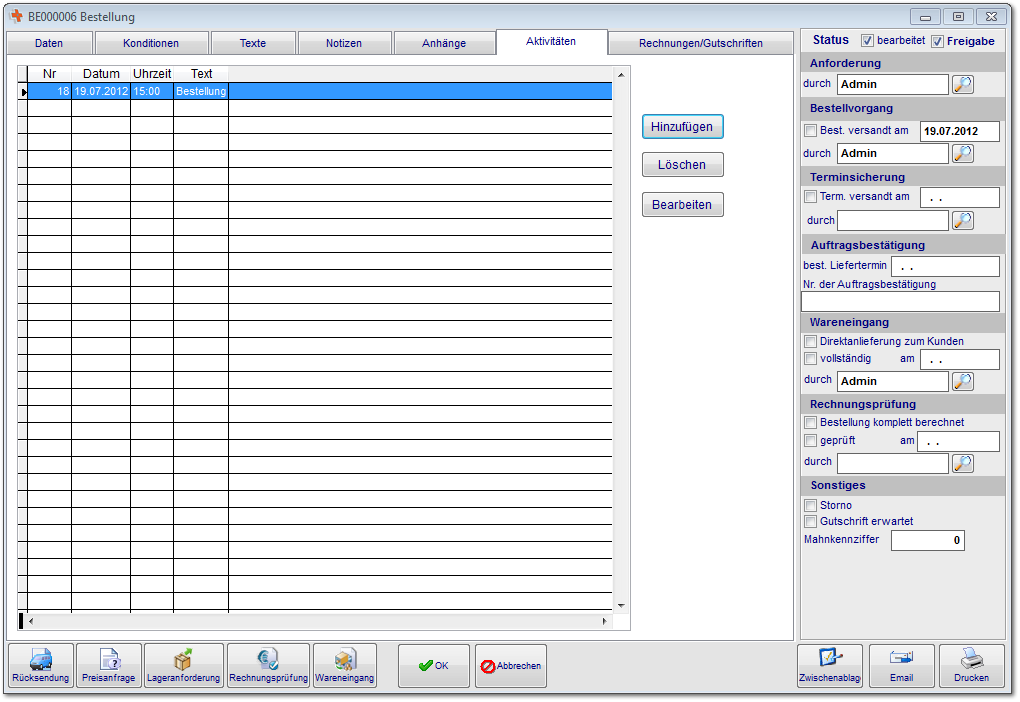 BE000006 Bestellung
Daten Konditionen Texte Notizen Anhänge Aktivitäten Rechnungen/Gutschriften
Nr Datum Uhrzeit Text
18 19.07.2012 15:00 Bestellung
Hinzufügen
Löschen
Bearbeiten
Status bearbeitet Freigabe
Anforderung
durch Admin
Bestellvorgang
Best. versandt am 19.07.2012
durch Admin
Terminsicherung
Term. versandt am . .
durch
Auftragsbestätigung
best. Liefertermin . .
Nr. der Auftragsbestätigung
Wareneingang
Direktanlieferung zum Kunden
vollständig am . .
durch Admin
Rechnungsprüfung
Bestellung komplett berechnet
geprüft am . .
durch
Sonstiges
Storno
Gutschrift erwartet
Mahnkennziffer 0
Rücksendung Preisanfrage Lageranforderung Rechnungsprüfung Wareneingang OK Abbrechen Zwischenablag Email Drucken